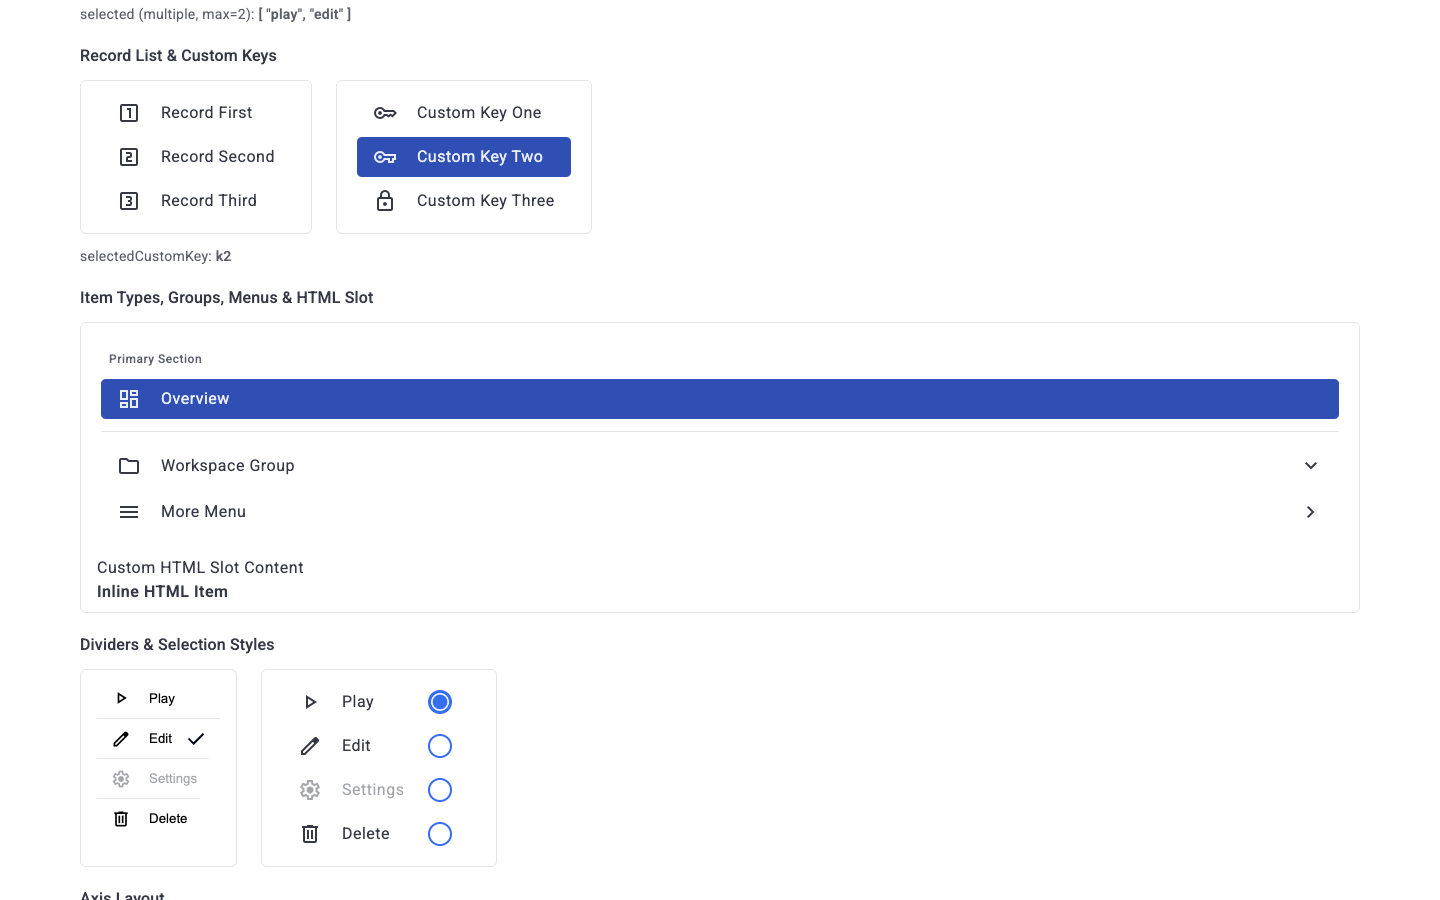 selected (multiple, max=2): [ "play", "edit" ]
Record List & Custom Keys
Record First
Record Second
Record Third
Custom Key One
Custom Key Two
Custom Key Three
selectedCustomKey: k2
Item Types, Groups, Menus & HTML Slot
Primary Section
Overview
Workspace Group
More Menu
Custom HTML Slot Content
Inline HTML Item
Dividers & Selection Styles
Play
Edit
Settings
Delete
Play
Edit
Settings
Delete
Axis Layout